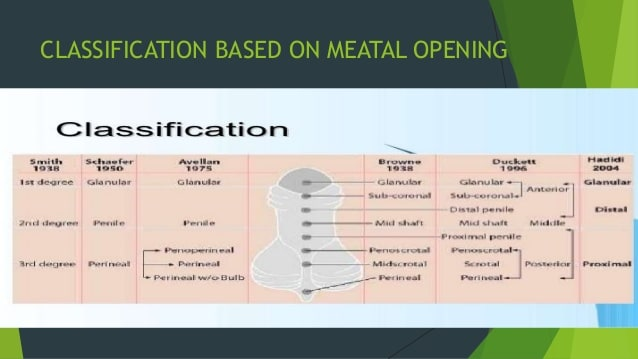 CLASSIFICATION BASED ON MEATAL OPENING
Classification
Smith 1938 Schaefer 1950 Avellan 1975 Browne 1938 Duckett 1996 Hadidi 2004
1st degree Glanular Glanular Glanular Glanular Anterior Glanular
Sub-coronal Sub-coronal
Distal penile Distal
2nd degree Penile Penile Mid shaft Mid shaft Middle
Proximal penile
Penoperineal Penoscrotal Penoscrotal
3rd degree Perineal Perineal Midscrotal Scrotal Posterior Proximal
Perineal w/o Bulb Perineal Perineal